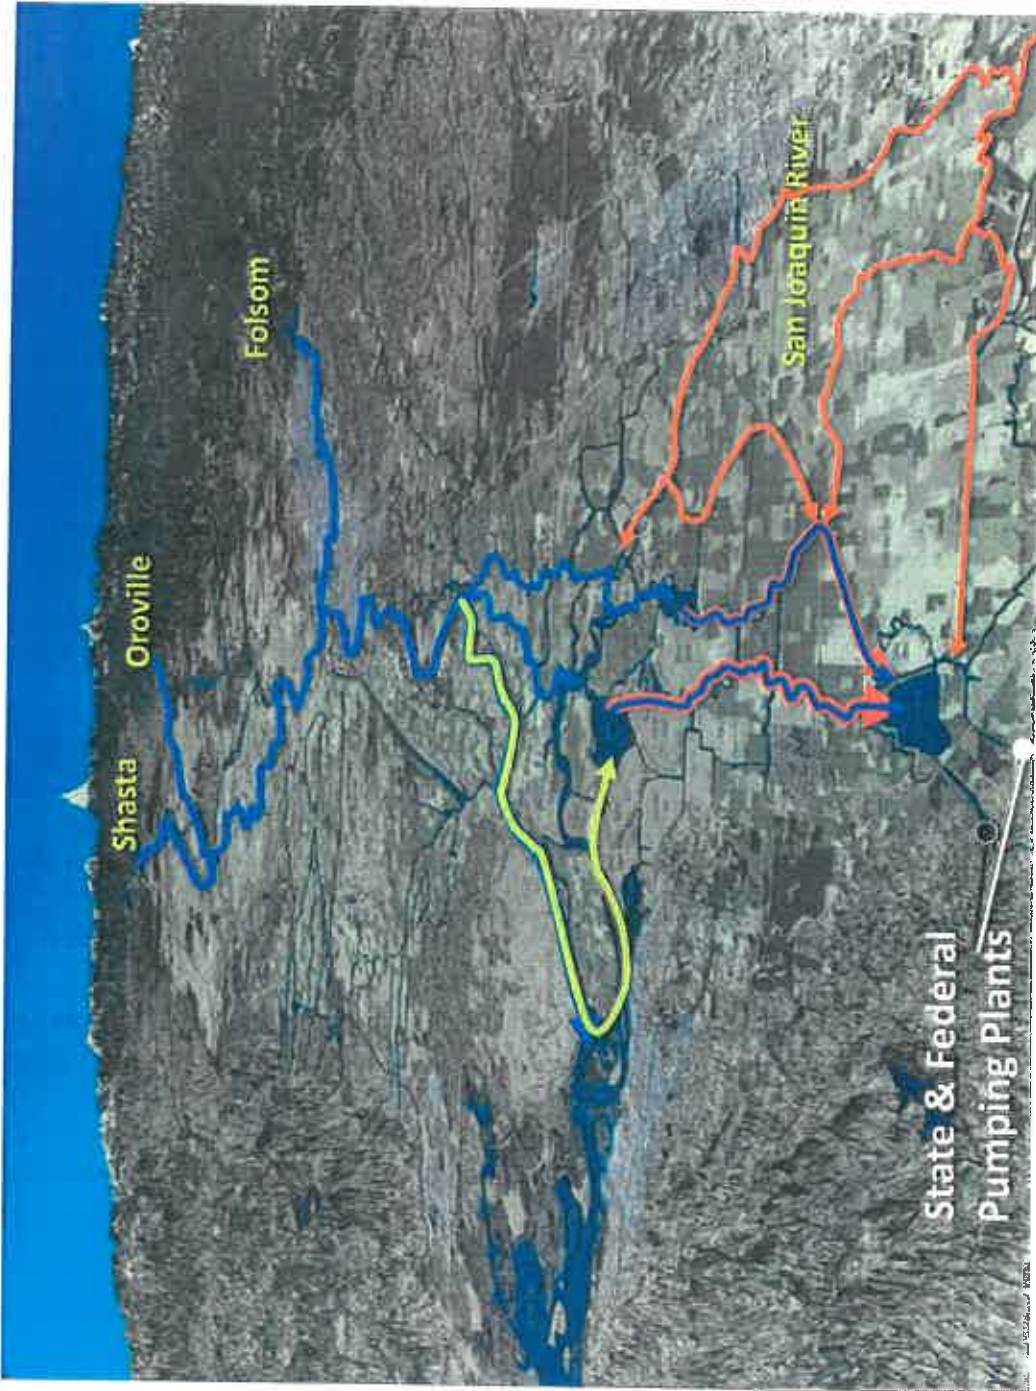 Shasta
Oroville
Folsom
San Joaquin River
State & Federal
Pumping Plants